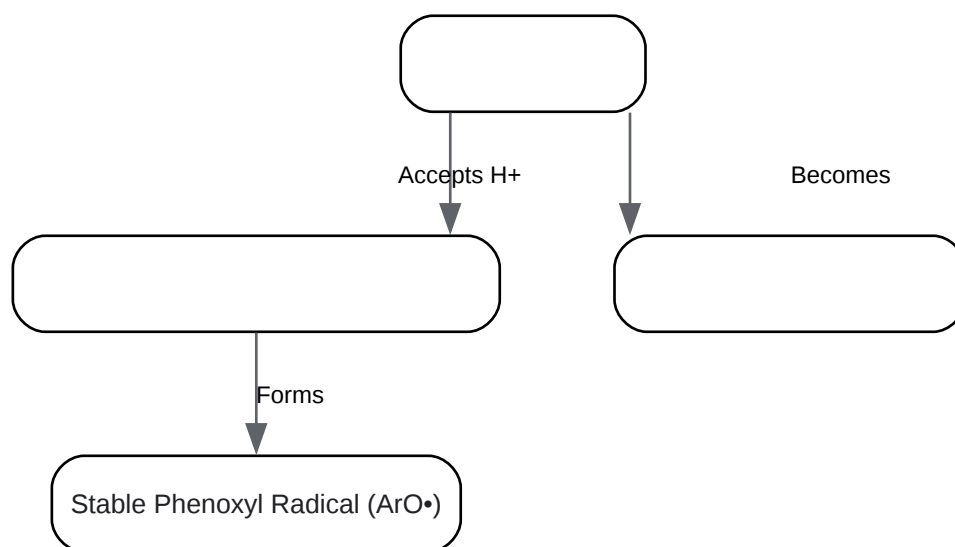 Accepts H+
Becomes
Forms
Stable Phenoxyl Radical (ArO•)